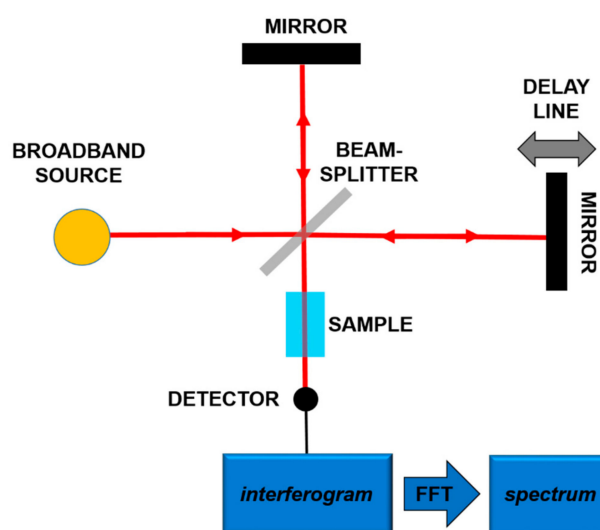 MIRROR
DELAY
LINE
BROADBAND
SOURCE
BEAM-
SPLITTER
MIRROR
SAMPLE
DETECTOR
interferogram
FFT
spectrum